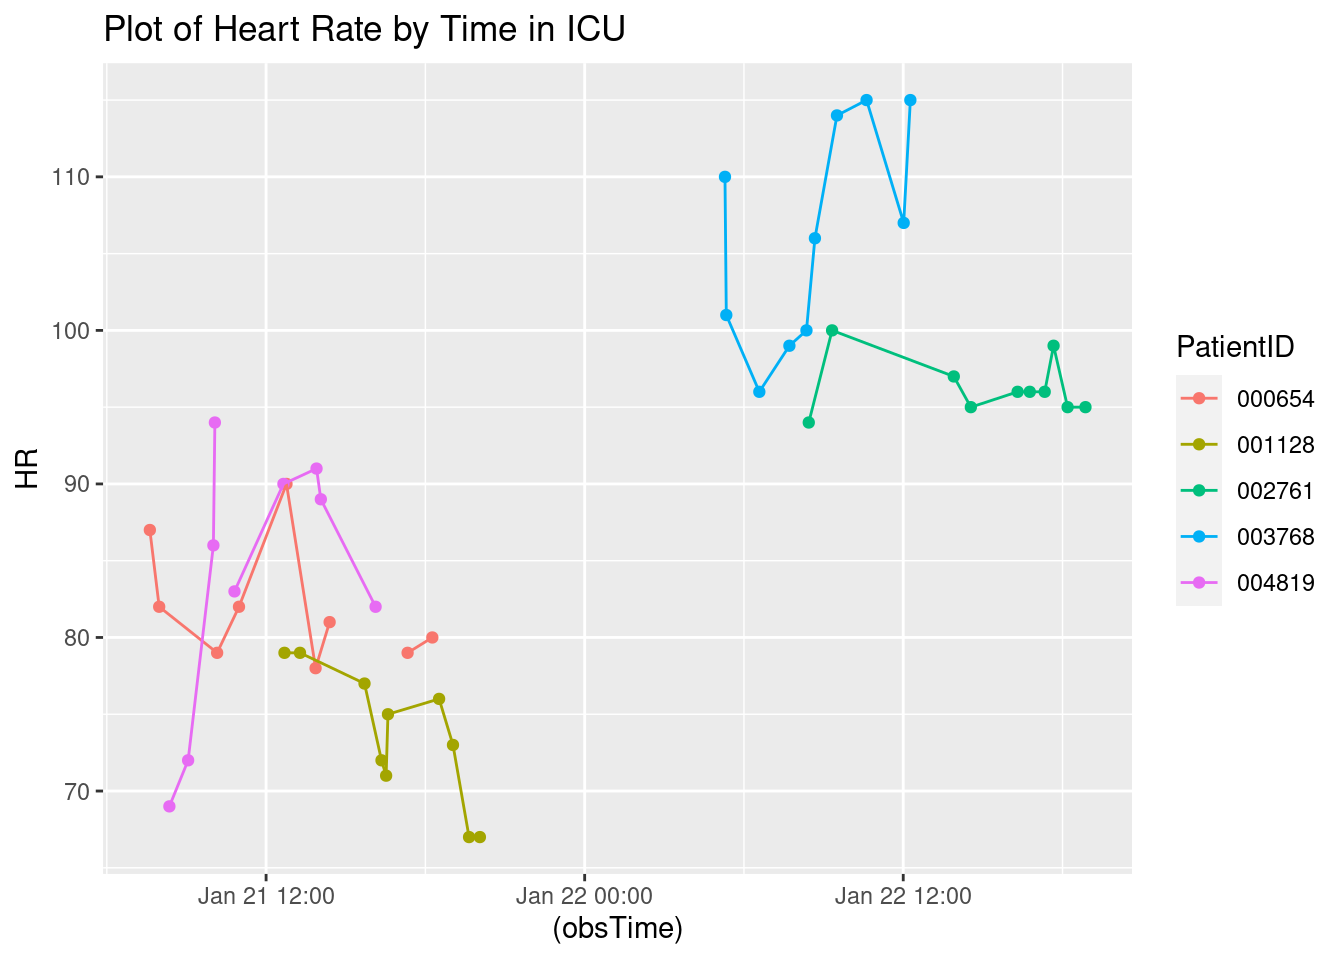 Plot of Heart Rate by Time in ICU
HR
110
100
90
80
70
Jan 21 12:00
Jan 22 00:00
Jan 22 12:00
(obsTime)
PatientID
000654
001128
002761
003768
004819